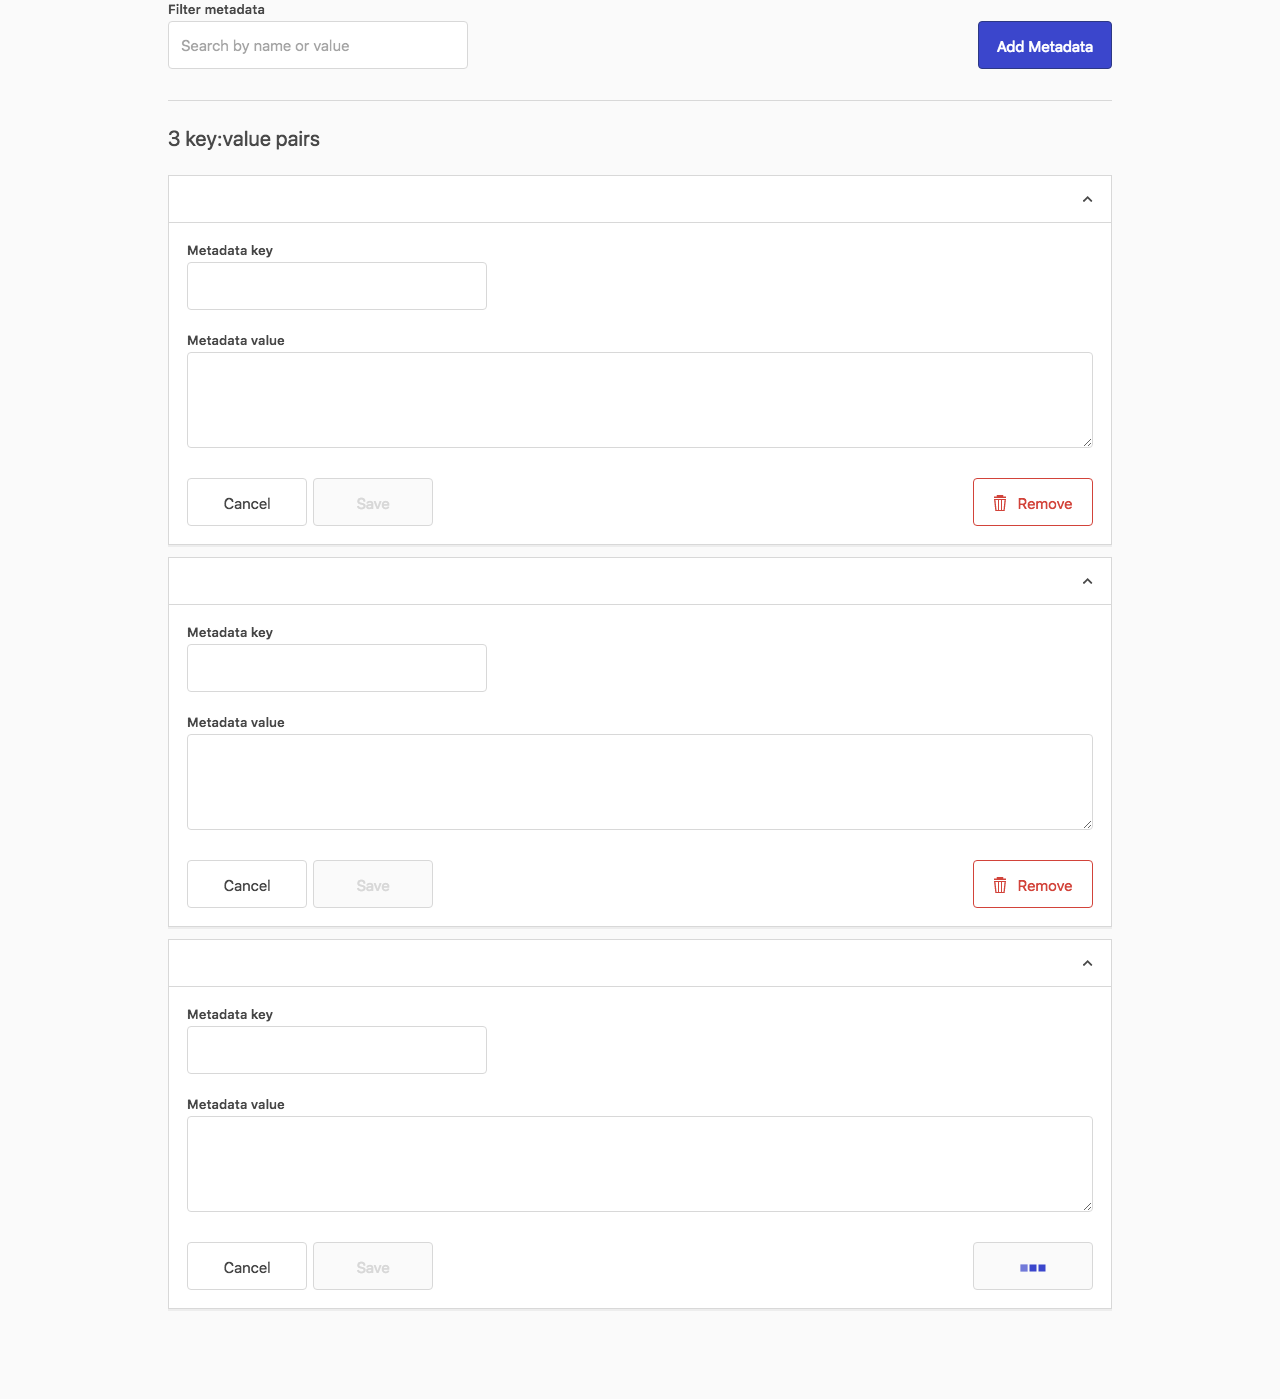 Filter metadata
Search by name or value
Add Metadata
3 key:value pairs
Metadata key
Metadata value
Cancel
Save
Remove
Metadata key
Metadata value
Cancel
Save
Remove
Metadata key
Metadata value
Cancel
Save